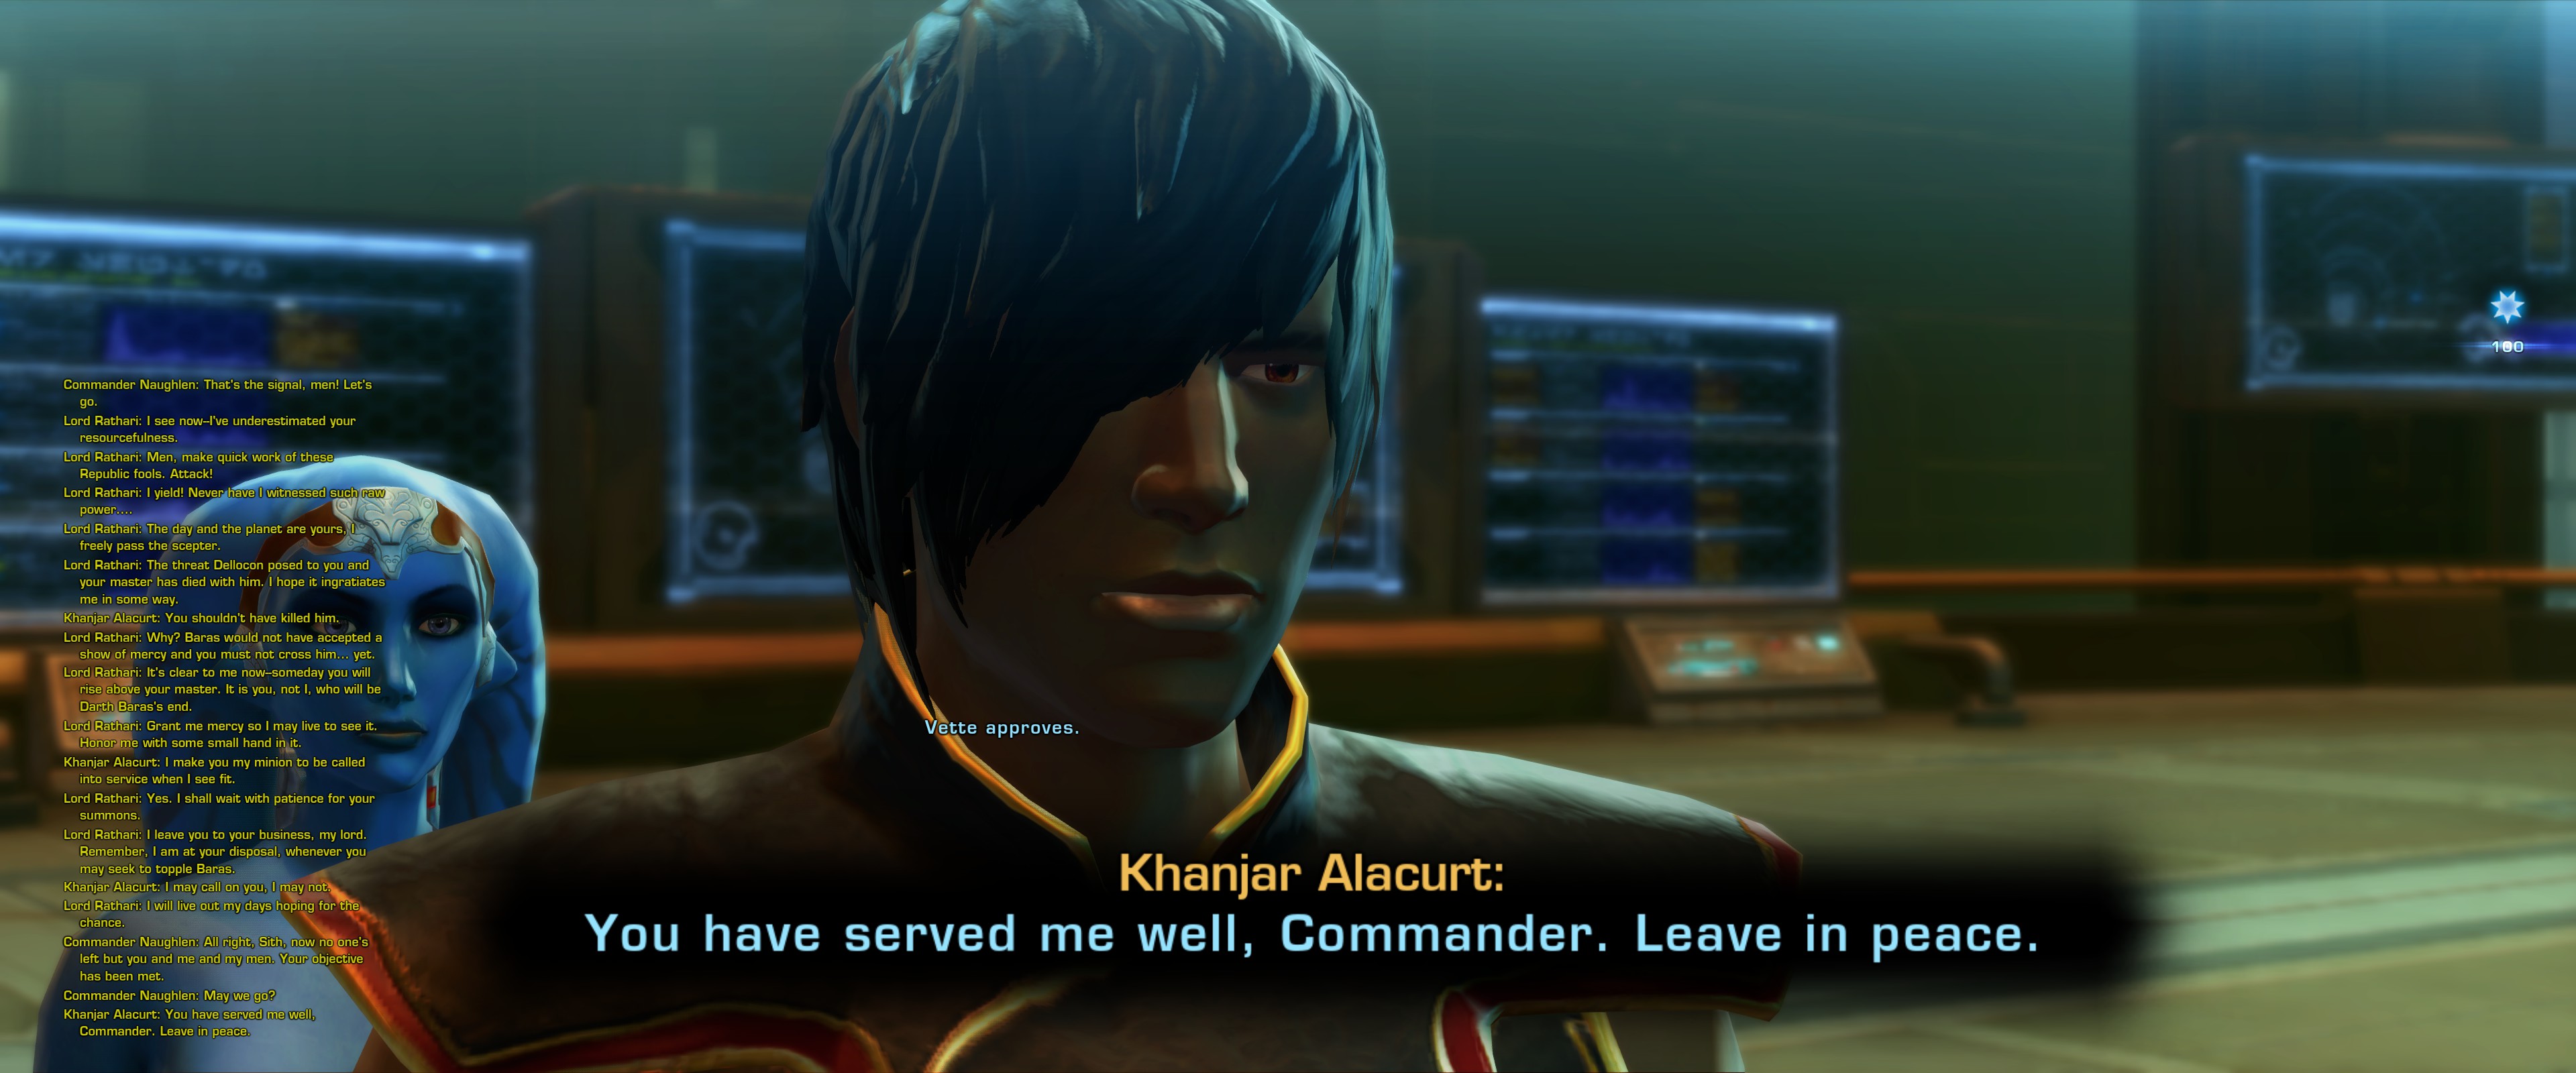 Commander Naughlen: That's the signal, men! Let's
go.
Lord Rathari: I see now–I've underestimated your
resourcefulness.
Lord Rathari: Men, make quick work of these
Republic fools. Attack!
Lord Rathari: I yield! Never have I witnessed such raw
power....
Lord Rathari: The day and the planet are yours, I
freely pass the scepter.
Lord Rathari: The threat Dellocon posed to you and
your master has died with him. I hope it ingratiates
me in some way.
Khanjar Alacurt: You shouldn't have killed him.
Lord Rathari: Why? Baras would not have accepted a
show of mercy and you must not cross him... yet.
Lord Rathari: It's clear to me now–someday you will
rise above your master. It is you, not I, who will be
Darth Baras's end.
Lord Rathari: Grant me mercy so I may live to see it.
Honor me with some small hand in it.
Khanjar Alacurt: I make you my minion to be called
into service when I see fit.
Lord Rathari: Yes. I shall wait with patience for your
summons.
Lord Rathari: I leave you to your business, my lord.
Remember, I am at your disposal, whenever you
may seek to topple Baras.
Khanjar Alacurt: I may call on you, I may not.
Lord Rathari: I will live out my days hoping for the
chance.
Commander Naughlen: All right, Sith, now no one's
left but you and me and my men. Your objective
has been met.
Commander Naughlen: May we go?
Khanjar Alacurt: You have served me well,
Commander. Leave in peace.
Vette approves.
Khanjar Alacurt:
You have served me well, Commander. Leave in peace.
100